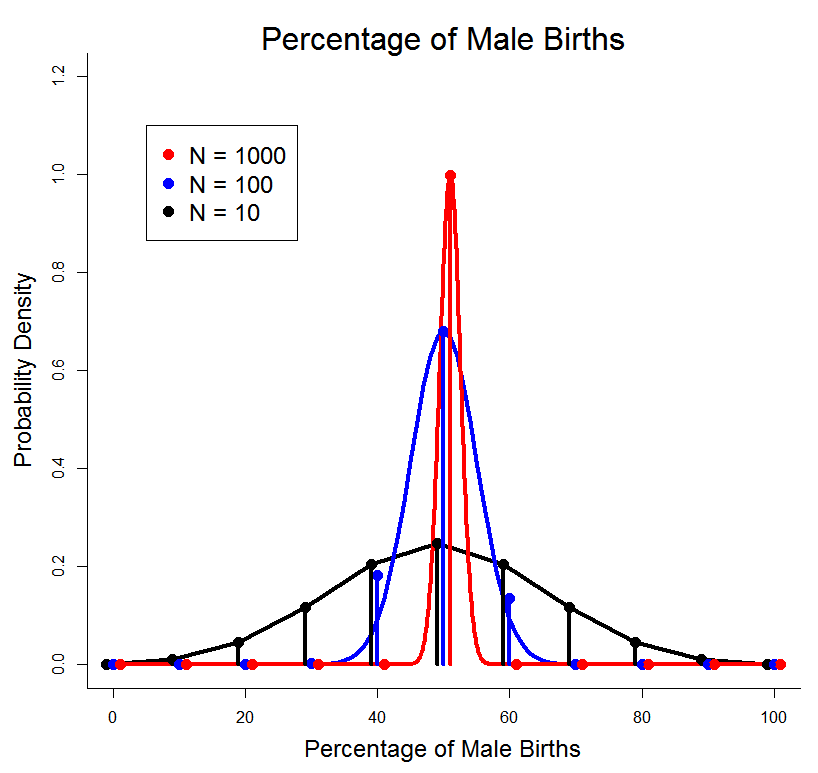 Percentage of Male Births
Probability Density
1.2
1.0
0.8
0.6
0.4
0.2
0.0
N = 1000
N = 100
N = 10
0 20 40 60 80 100
Percentage of Male Births